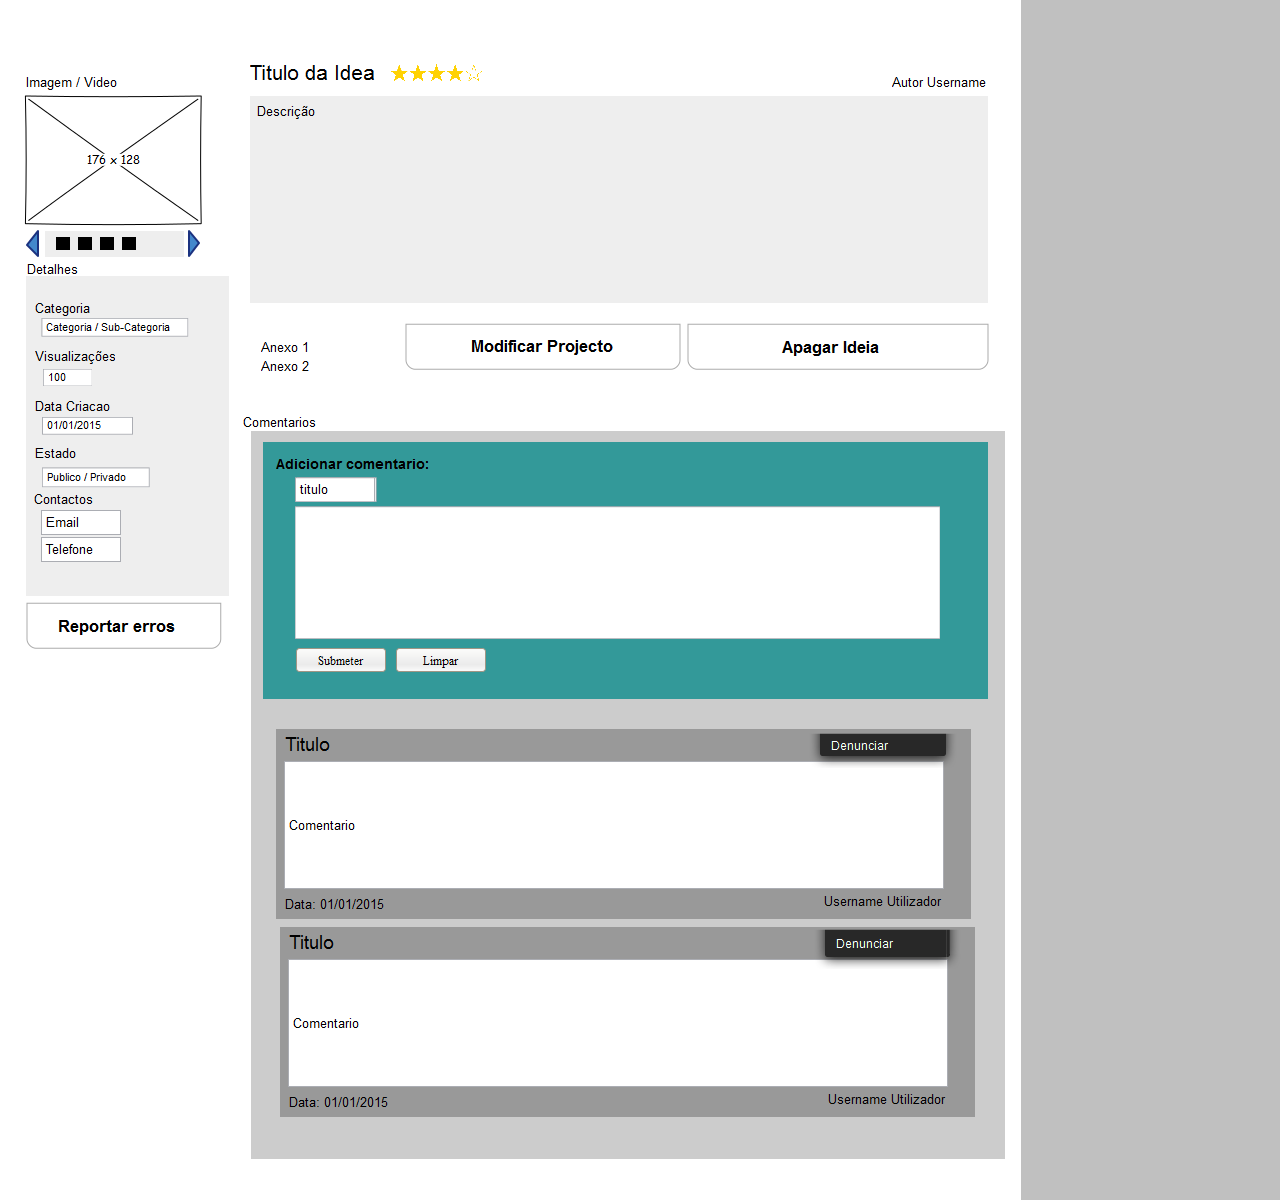 Imagem / Video
176 x 128
Detalhes
Categoria
Categoria / Sub-Categoria
Visualizações
100
Data Criacao
01/01/2015
Estado
Publico / Privado
Contactos
Email
Telefone
Reportar erros
Titulo da Idea
Autor Username
Descrição
Anexo 1
Anexo 2
Modificar Projecto
Apagar Ideia
Comentarios
Adicionar comentario:
titulo
Submeter
Limpar
Titulo
Denunciar
Comentario
Data: 01/01/2015
Username Utilizador
Titulo
Denunciar
Comentario
Data: 01/01/2015
Username Utilizador